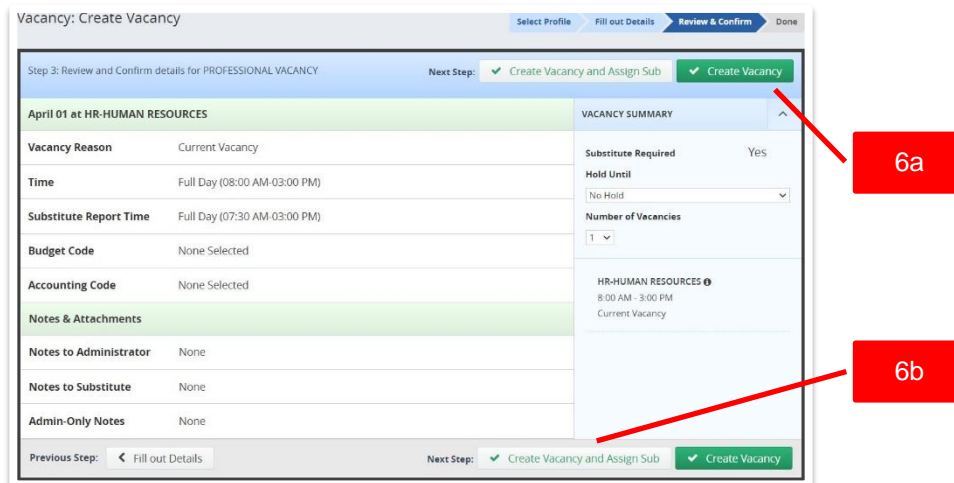 Vacancy: Create Vacancy
Select Profile Fill out Details Review & Confirm Done
Step 3: Review and Confirm details for PROFESSIONAL VACANCY Next Step: Create Vacancy and Assign Sub Create Vacancy
April 01 at HR-HUMAN RESOURCES
VACANCY SUMMARY
Vacancy Reason Current Vacancy
Time Full Day (08:00 AM-03:00 PM)
Substitute Report Time Full Day (07:30 AM-03:00 PM)
Budget Code None Selected
Accounting Code None Selected
Notes & Attachments
Notes to Administrator None
Notes to Substitute None
Admin-Only Notes None
Substitute Required Yes
Hold Until
No Hold
Number of Vacancies
1
HR-HUMAN RESOURCES
8:00 AM - 3:00 PM
Current Vacancy
Previous Step: Fill out Details Next Step: Create Vacancy and Assign Sub Create Vacancy
6a
6b